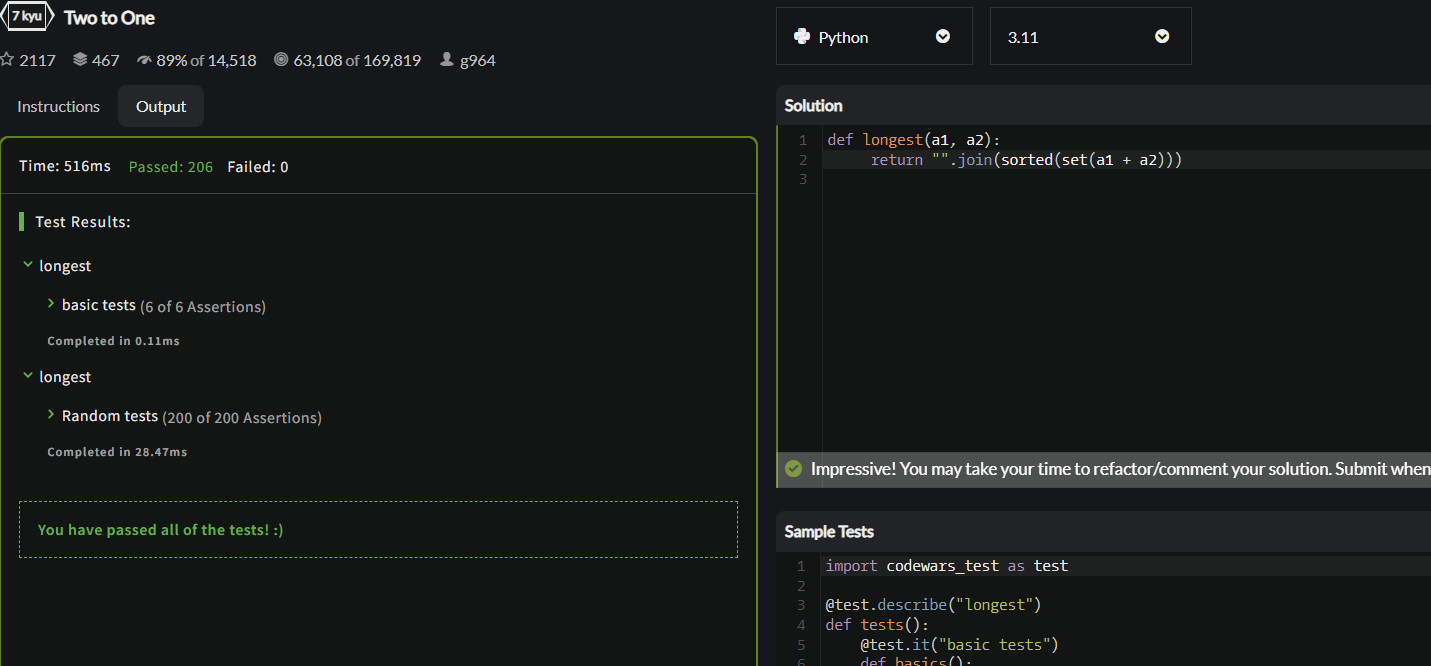 7 kyu Two to One
2117 467 89% of 14,518 63,108 of 169,819 g964
Instructions Output
Time: 516ms Passed: 206 Failed: 0
Test Results:
longest
basic tests (6 of 6 Assertions)
Completed in 0.11ms
longest
Random tests (200 of 200 Assertions)
Completed in 28.47ms
You have passed all of the tests! :)
Python 3.11
Solution
1 def longest(a1, a2):
2 return "".join(sorted(set(a1 + a2)))
3
Impressive! You may take your time to refactor/comment your solution. Submit when
Sample Tests
1 import codewars_test as test
2
3 @test.describe("longest")
4 def tests():
5 @test.it("basic tests")
6 def basics():